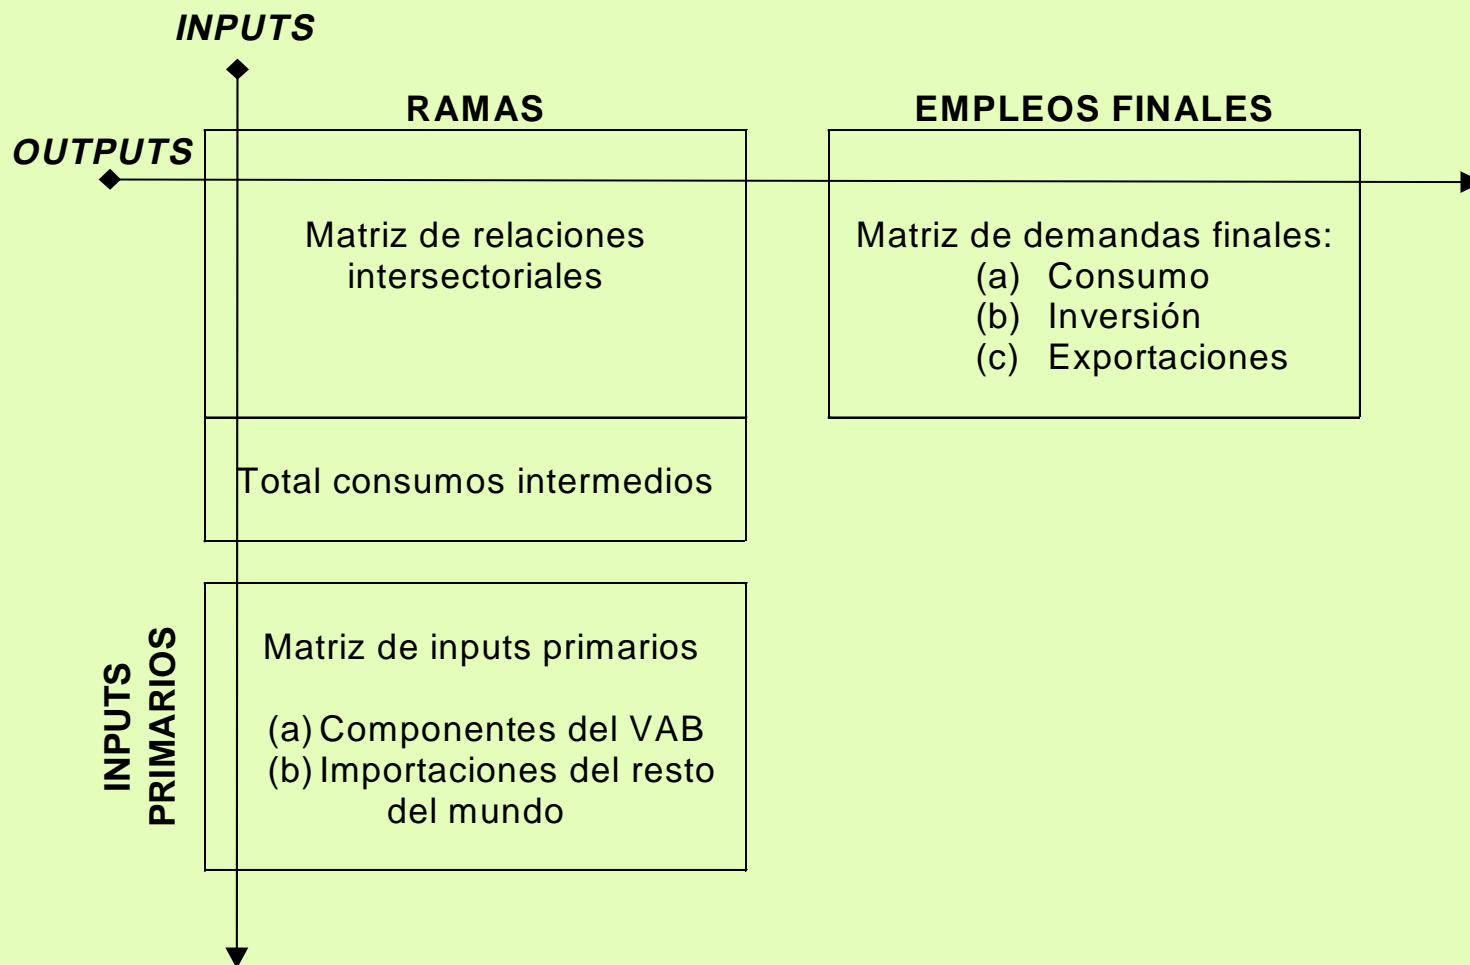 INPUTS
RAMAS
EMPLEOS FINALES
OUTPUTS
Matriz de relaciones
intersectoriales
Matriz de demandas finales:
(a) Consumo
(b) Inversión
(c) Exportaciones
Total consumos intermedios
INPUTS
PRIMARIOS
Matriz de inputs primarios
(a) Componentes del VAB
(b) Importaciones del resto
del mundo